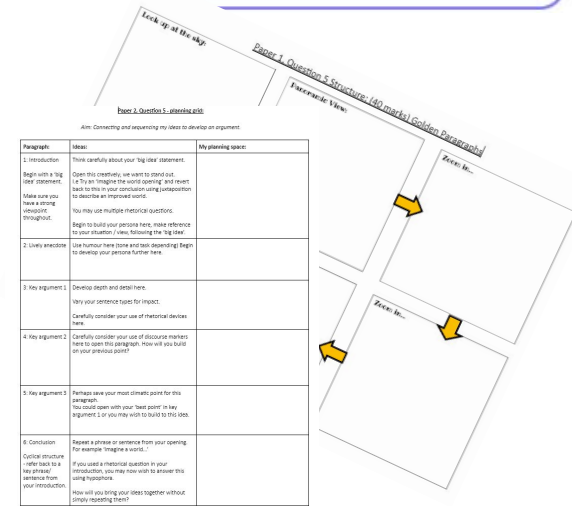 Look up at the sky:
Paper 1, Question 5 Structure: (40 marks) Golden Paragraphs
Panoramic View:
Zoom in...
Zoom in...
Paper 2, Question 5 - planning grid:
Aim: Connecting and sequencing my ideas to develop an argument.
Paragraph:
Ideas:
My planning space:
1: Introduction
Begin with a 'big
idea' statement.
Make sure you
have a strong
viewpoint
throughout.
Think carefully about your 'big idea' statement.
Open this creatively, we want to stand out.
i.e Try an 'imagine the world opening' and revert
back to this in your conclusion using juxtaposition
to describe an improved world.
You may use multiple rhetorical questions.
Begin to build your persona here, make reference
to your situation / view, following the 'big idea'.
2: Lively anecdote
Use humour here (tone and task depending) Begin
to develop your persona further here.
3: Key argument 1
Develop depth and detail here.
Vary your sentence types for impact.
Carefully consider your use of rhetorical devices
here.
4: Key argument 2
Carefully consider your use of discourse markers
here to open this paragraph. How will you build
on your previous point?
5: Key argument 3
Perhaps save your most climatic point for this
paragraph.
You could open with your 'best point' in key
argument 1 or you may wish to build to this idea.
6: Conclusion
Cyclical structure
- refer back to a
key phrase/
sentence from
your introduction.
Repeat a phrase or sentence from your opening.
For example 'Imagine a world...'
If you used a rhetorical question in your
introduction, you may now wish to answer this
using hypophora.
How will you bring your ideas together without
simply repeating them?